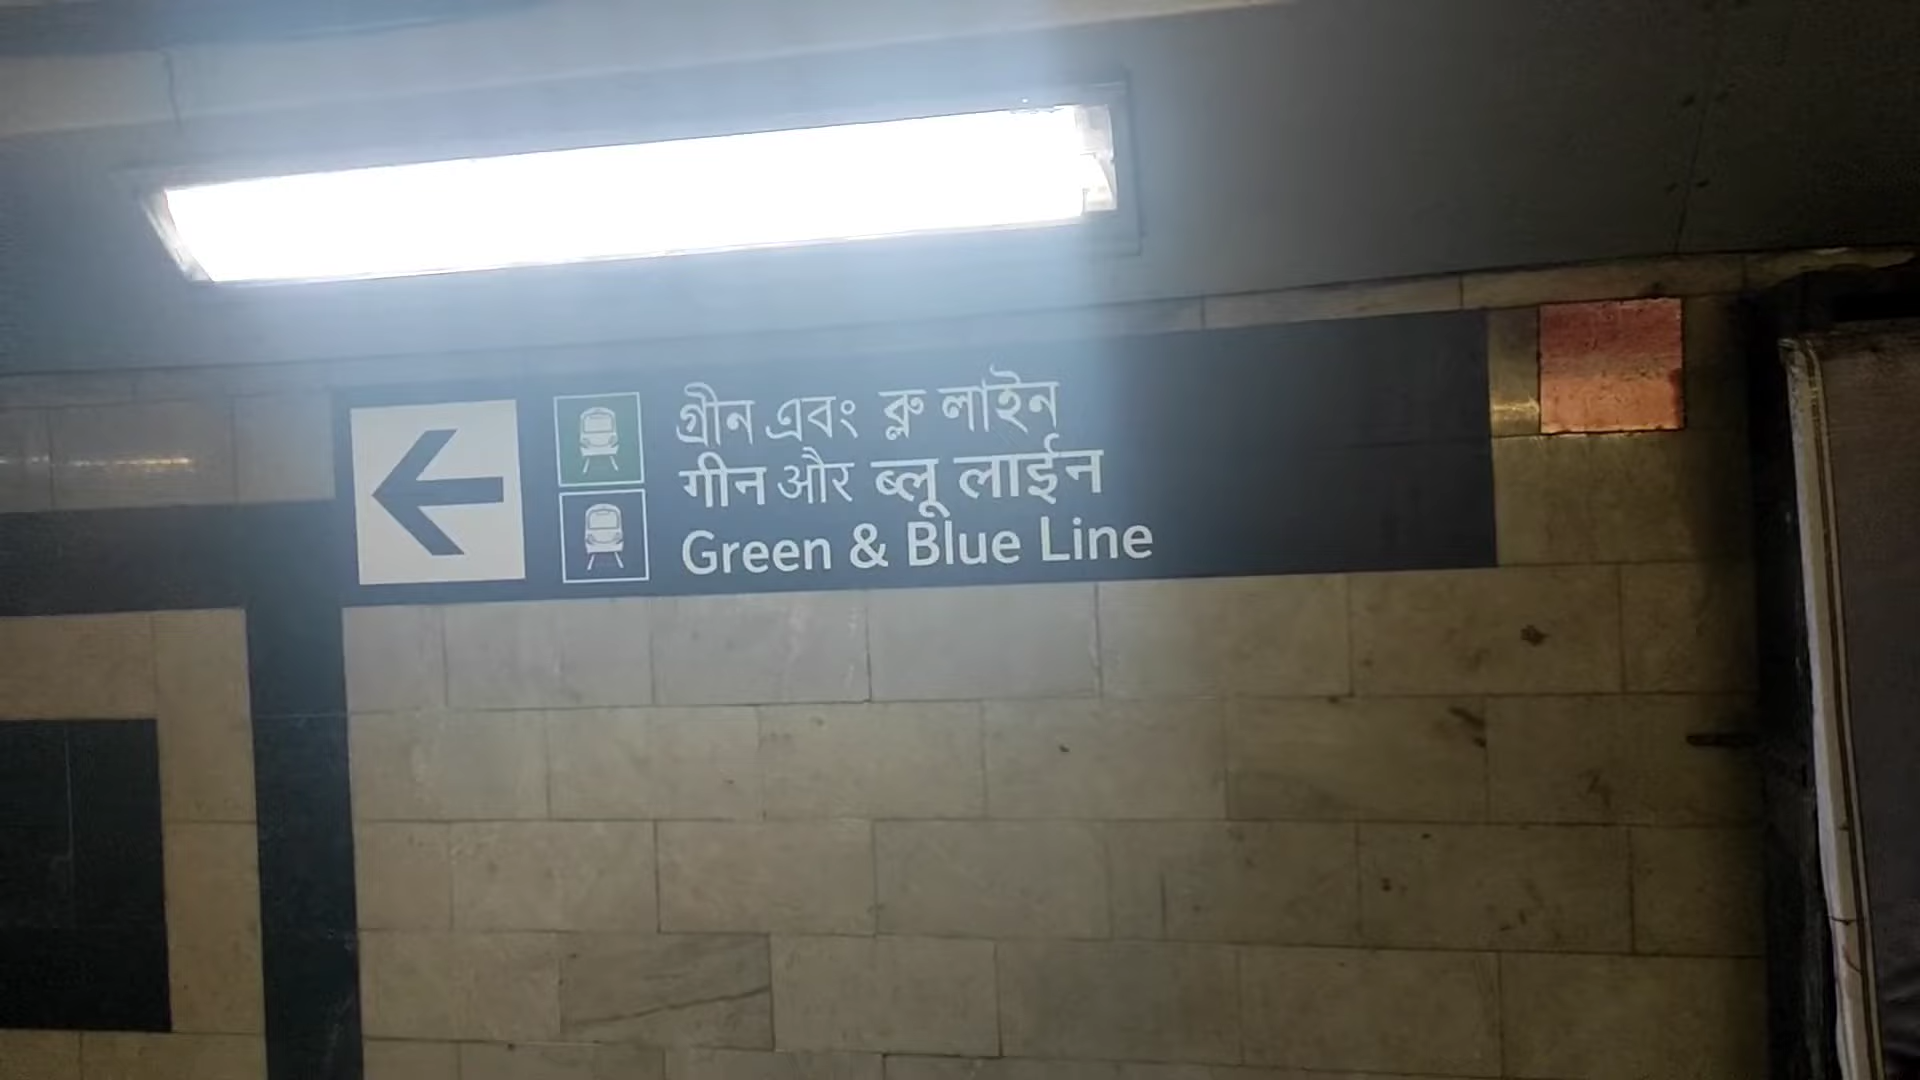 গ্রীন এবং ব্লু লাইন
गीन और ब्लू लाईन
Green & Blue Line